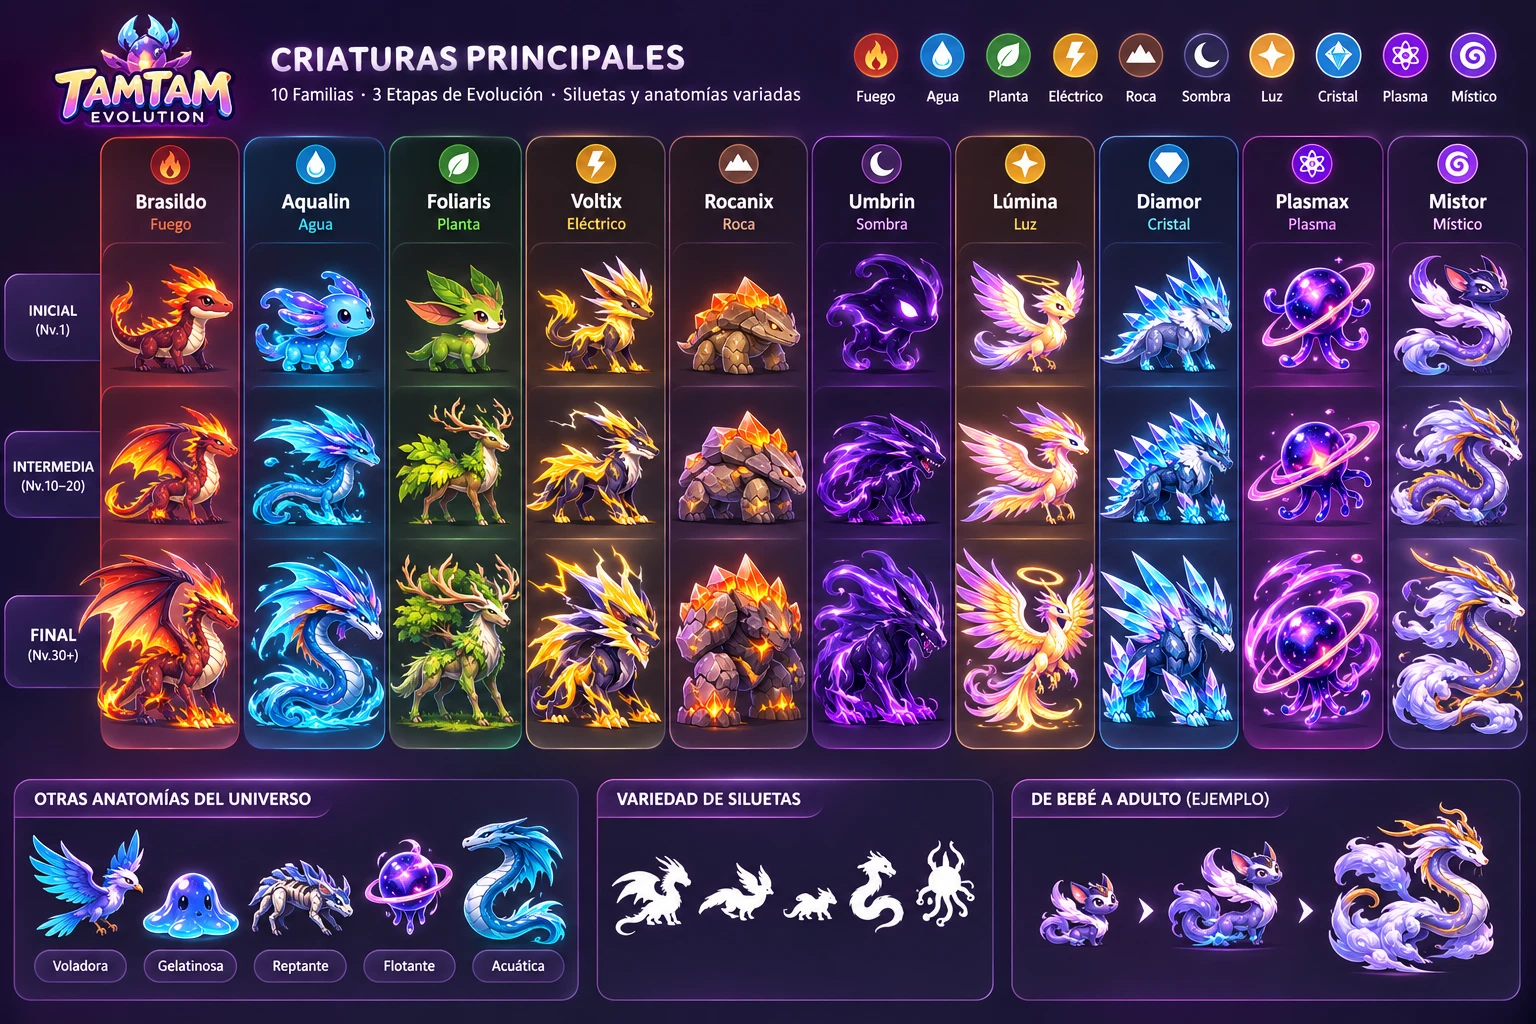 TAMTAM
EVOLUTION
CRIATURAS PRINCIPALES
10 Familias · 3 Etapas de Evolución · Siluetas y anatomías variadas
Fuego
Agua
Planta
Eléctrico
Roca
Sombra
Luz
Cristal
Plasma
Místico
Brasildo
Fuego
Aqualin
Agua
Foliaris
Planta
Voltix
Eléctrico
Rocanix
Roca
Umbrin
Sombra
Lúmina
Luz
Diamor
Cristal
Plasmax
Plasma
Mistor
Místico
INICIAL
(Nv.1)
INTERMEDIA
(Nv.10–20)
FINAL
(Nv.30+)
OTRAS ANATOMÍAS DEL UNIVERSO
Voladora
Gelatinosa
Reptante
Flotante
Acuática
VARIEDAD DE SILUETAS
DE BEBÉ A ADULTO (EJEMPLO)